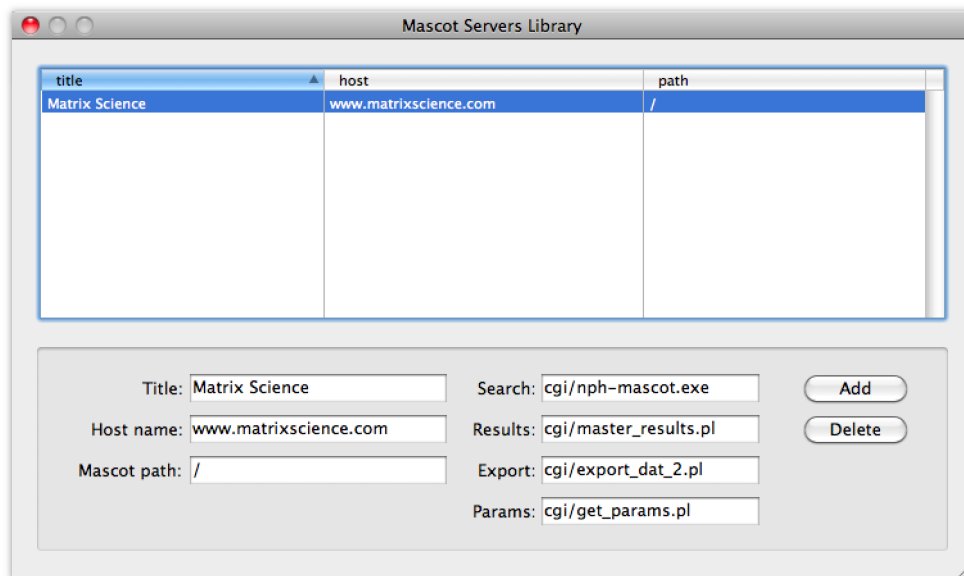 Mascot Servers Library
title host path
Matrix Science www.matrixscience.com /
Title: Matrix Science Search: cgi/nph-mascot.exe Add
Host name: www.matrixscience.com Results: cgi/master_results.pl Delete
Mascot path: / Export: cgi/export_dat_2.pl
Params: cgi/get_params.pl